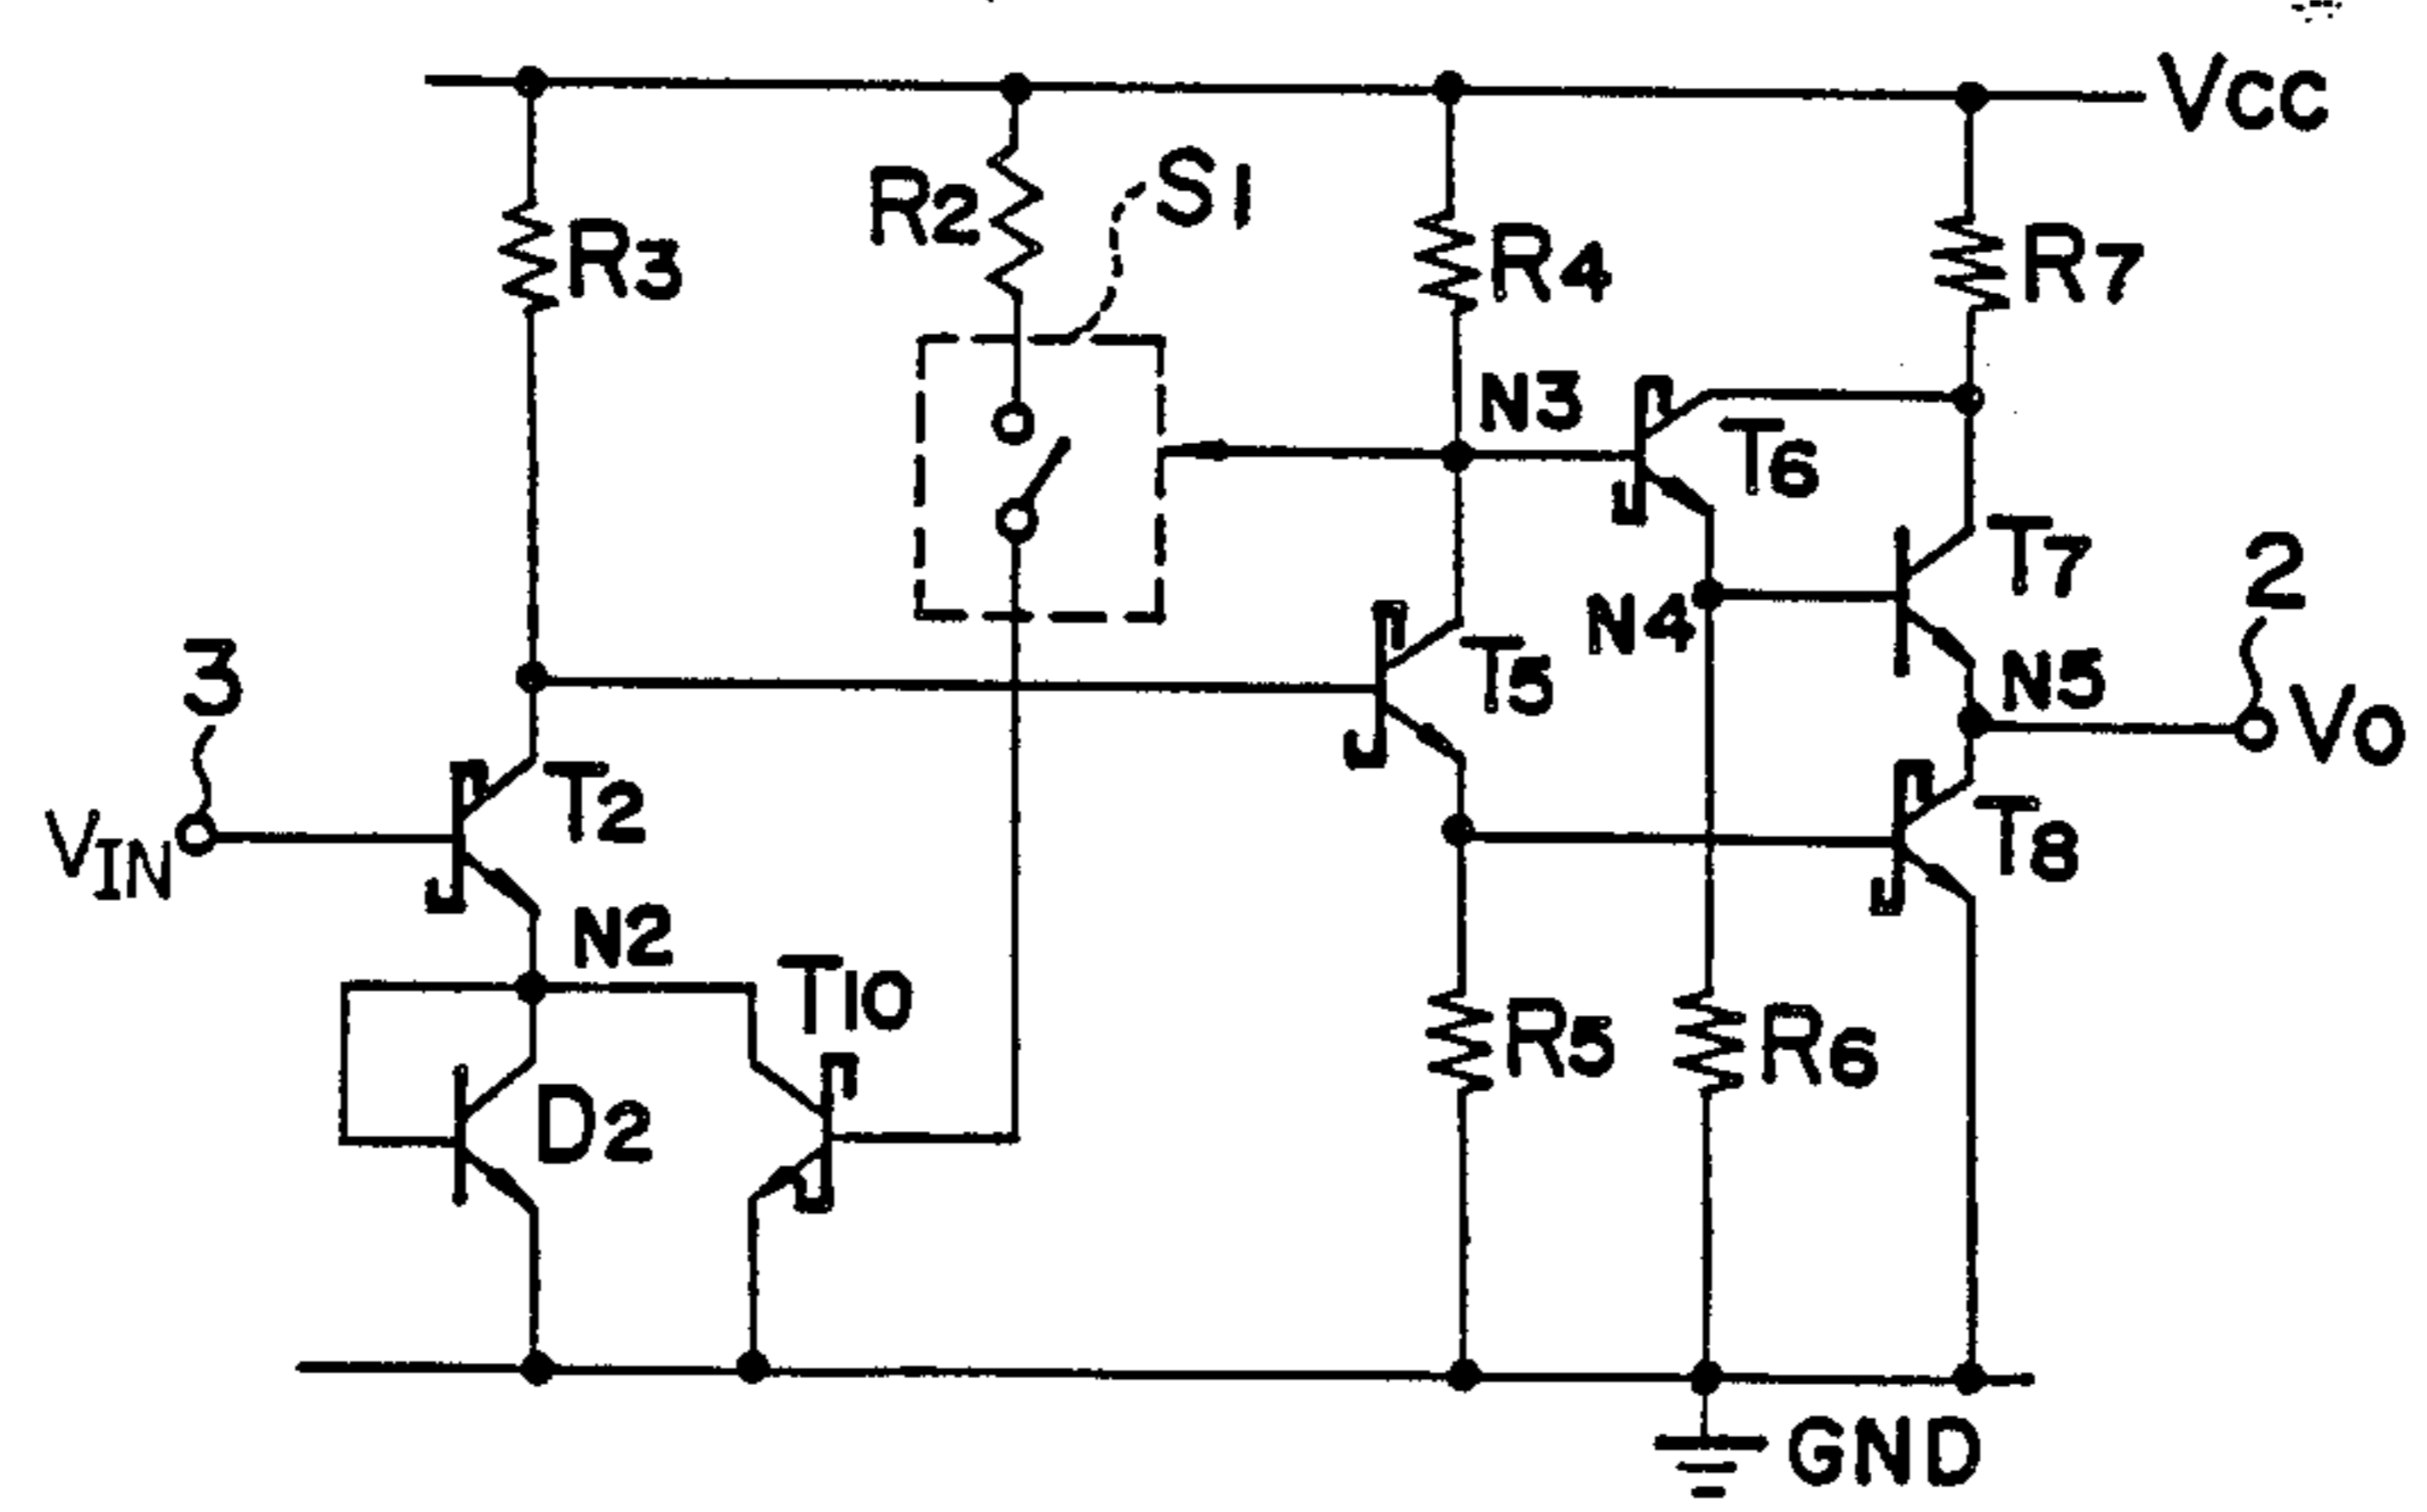 Vcc
S1
R2
R3
R4
R7
N3
T6
T7
2
N4
T5
N5
3
Vo
T2
T8
VIN
N2
T10
R5
R6
D2
GND